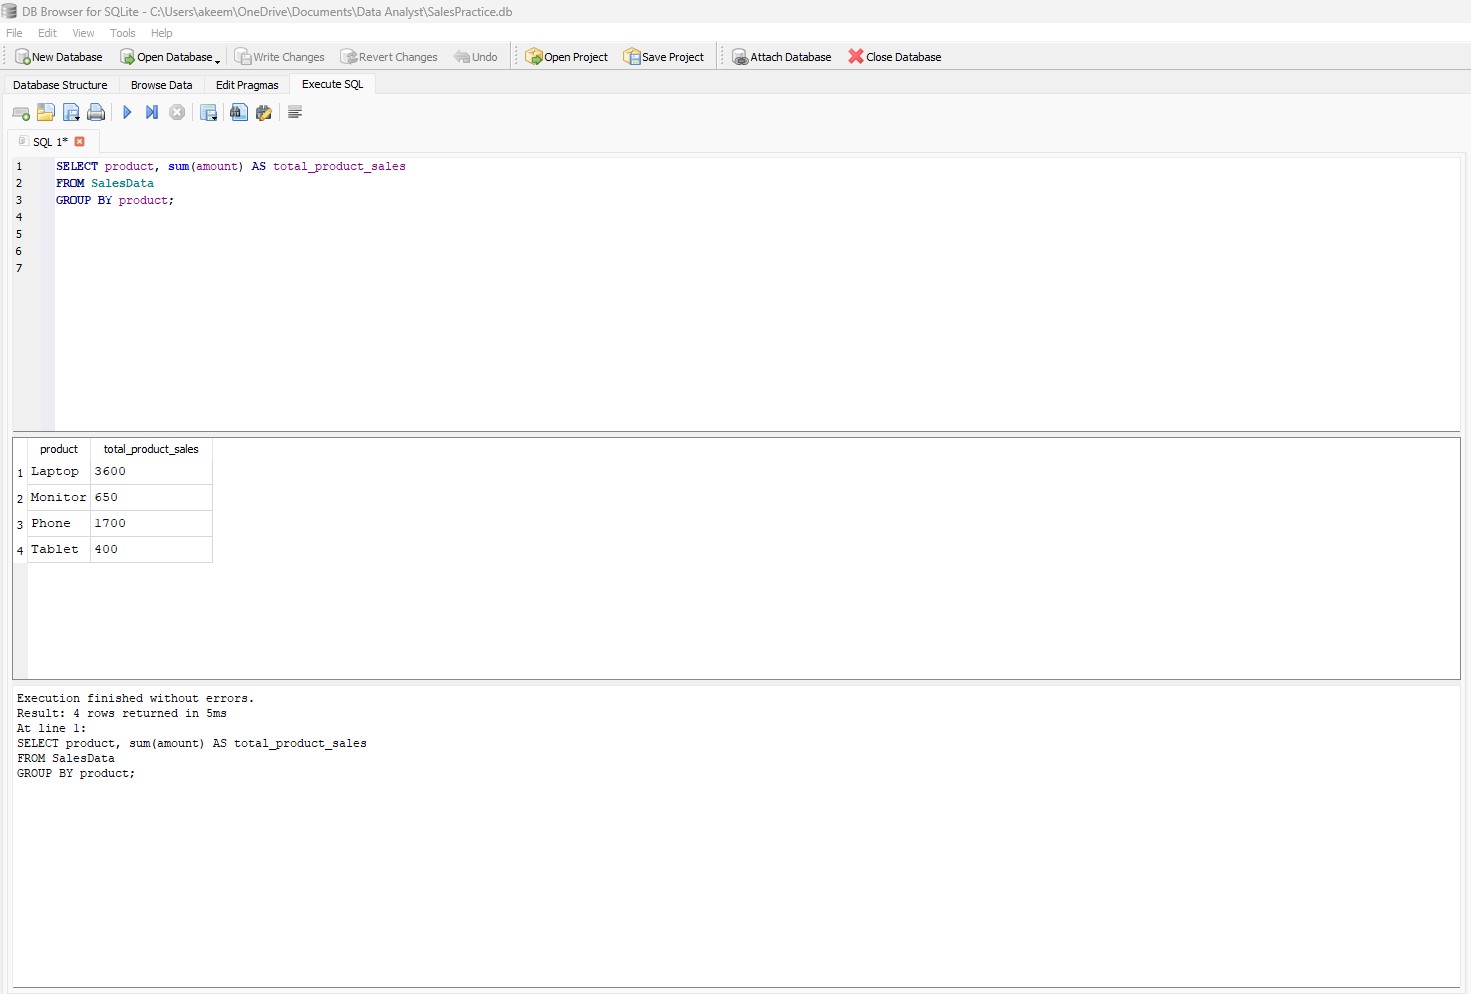 DB Browser for SQLite - C:\Users\akeem\OneDrive\Documents\Data Analyst\SalesPractice.db
File Edit View Tools Help
New Database Open Database Write Changes Revert Changes Undo Open Project Save Project Attach Database Close Database
Database Structure Browse Data Edit Pragmas Execute SQL
SQL 1*
1 SELECT product, sum(amount) AS total_product_sales
2 FROM SalesData
3 GROUP BY product;
4
5
6
7
product total_product_sales
1 Laptop 3600
2 Monitor 650
3 Phone 1700
4 Tablet 400
Execution finished without errors.
Result: 4 rows returned in 5ms
At line 1:
SELECT product, sum(amount) AS total_product_sales
FROM SalesData
GROUP BY product;